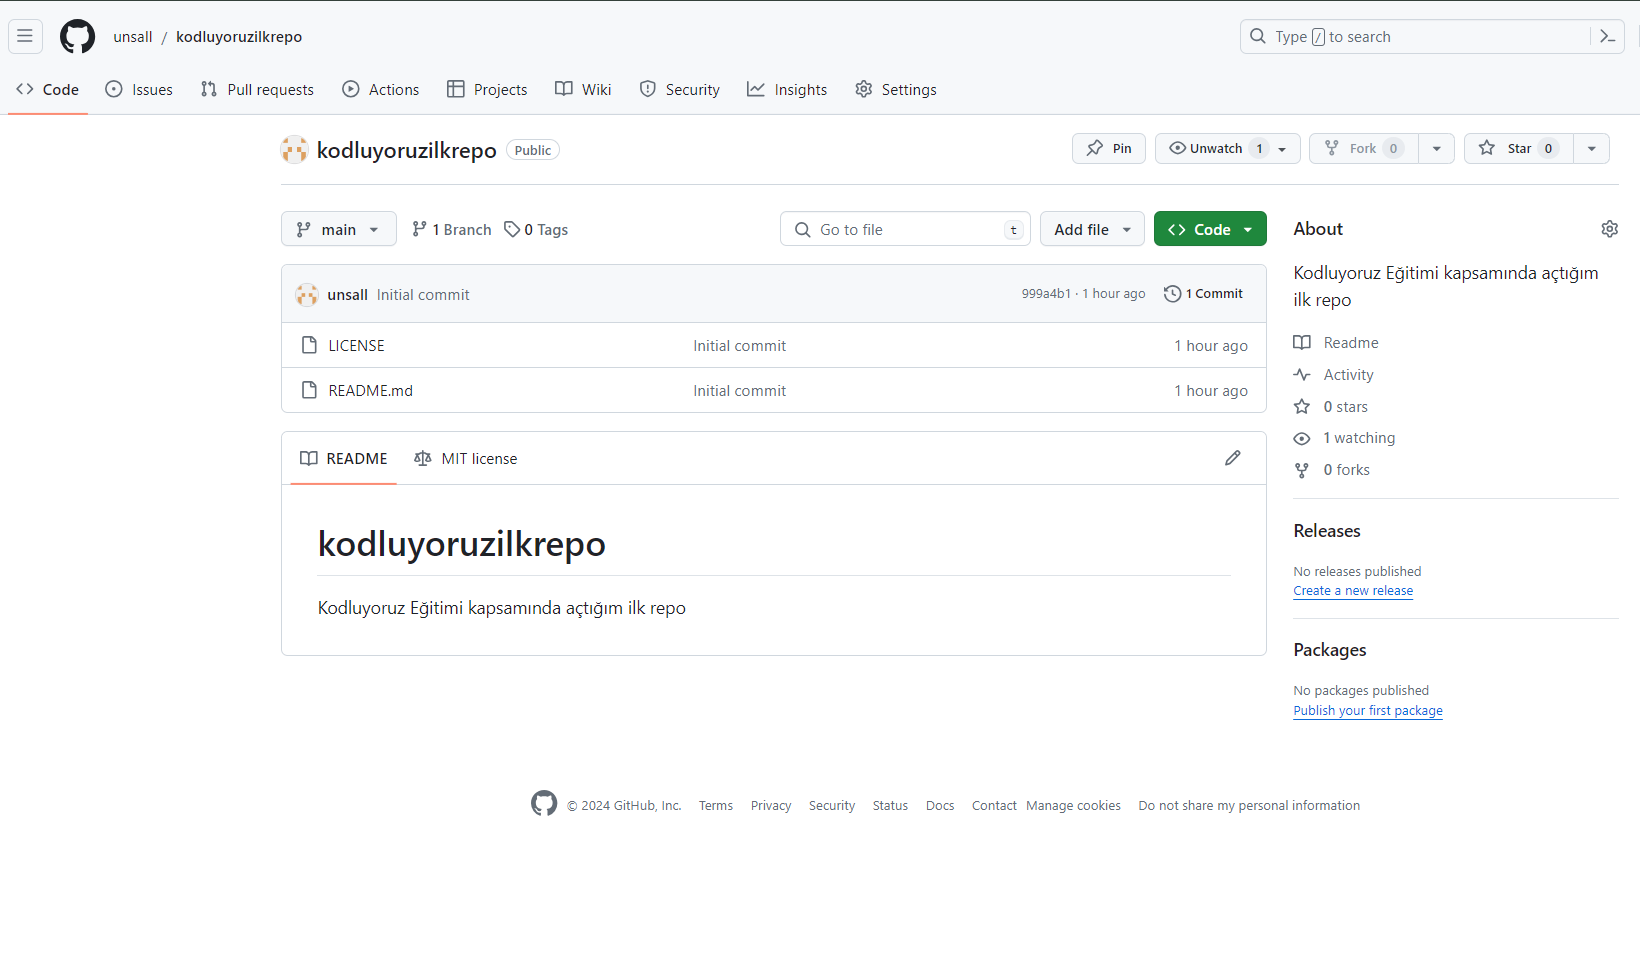 unsall / kodluyoruzilkrepo
Type / to search
Code Issues Pull requests Actions Projects Wiki Security Insights Settings
kodluyoruzilkrepo Public
Pin Unwatch 1 Fork 0 Star 0
main 1 Branch 0 Tags Go to file t Add file Code
unsall Initial commit 999a4b1 · 1 hour ago 1 Commit
LICENSE Initial commit 1 hour ago
README.md Initial commit 1 hour ago
README MIT license
kodluyoruzilkrepo
Kodluyoruz Eğitimi kapsamında açtığım ilk repo
About
Kodluyoruz Eğitimi kapsamında açtığım
ilk repo
Readme
Activity
0 stars
1 watching
0 forks
Releases
No releases published
Create a new release
Packages
No packages published
Publish your first package
© 2024 GitHub, Inc. Terms Privacy Security Status Docs Contact Manage cookies Do not share my personal information